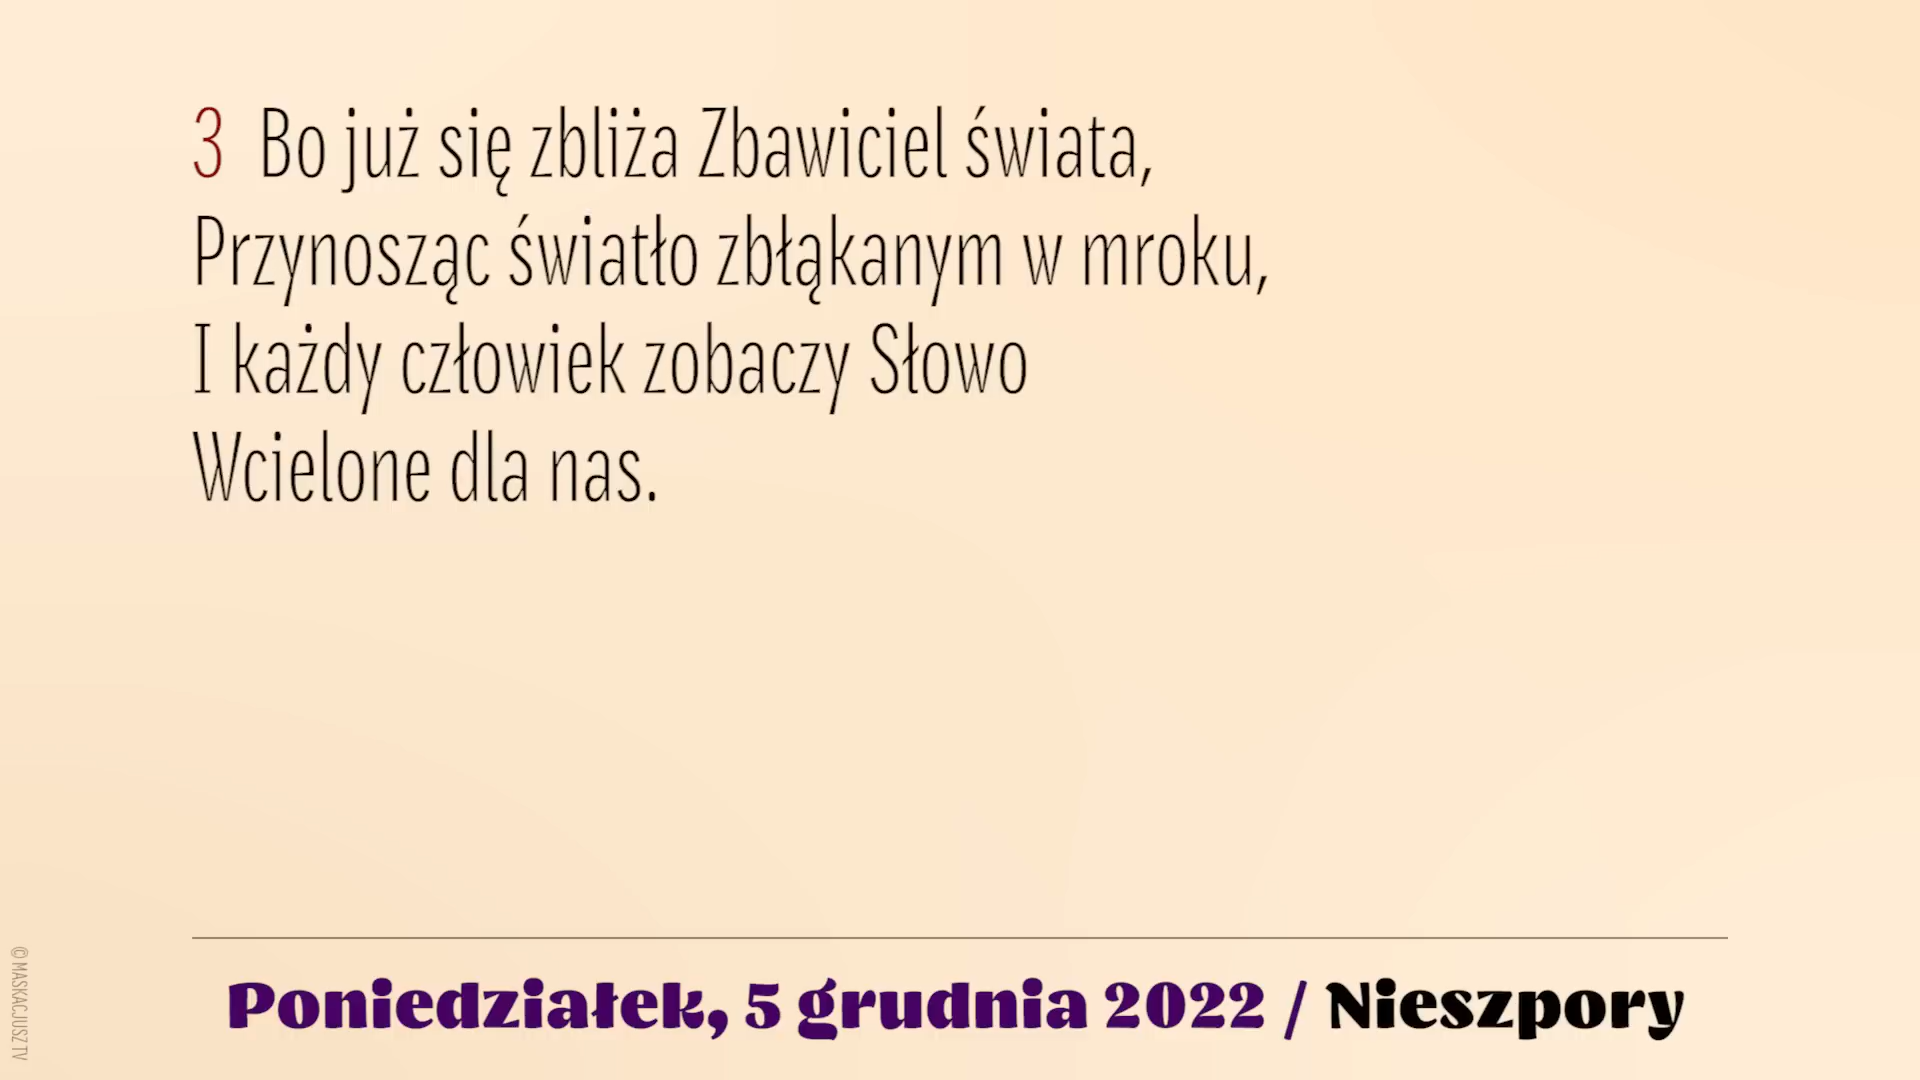 3 Bo już się zbliża Zbawiciel świata,
Przynosząc światło zbłąkanym w mroku,
I każdy człowiek zobaczy Słowo
Wcielone dla nas.
Poniedziałek, 5 grudnia 2022 / Nieszpory
© MASKACJUSZ TV